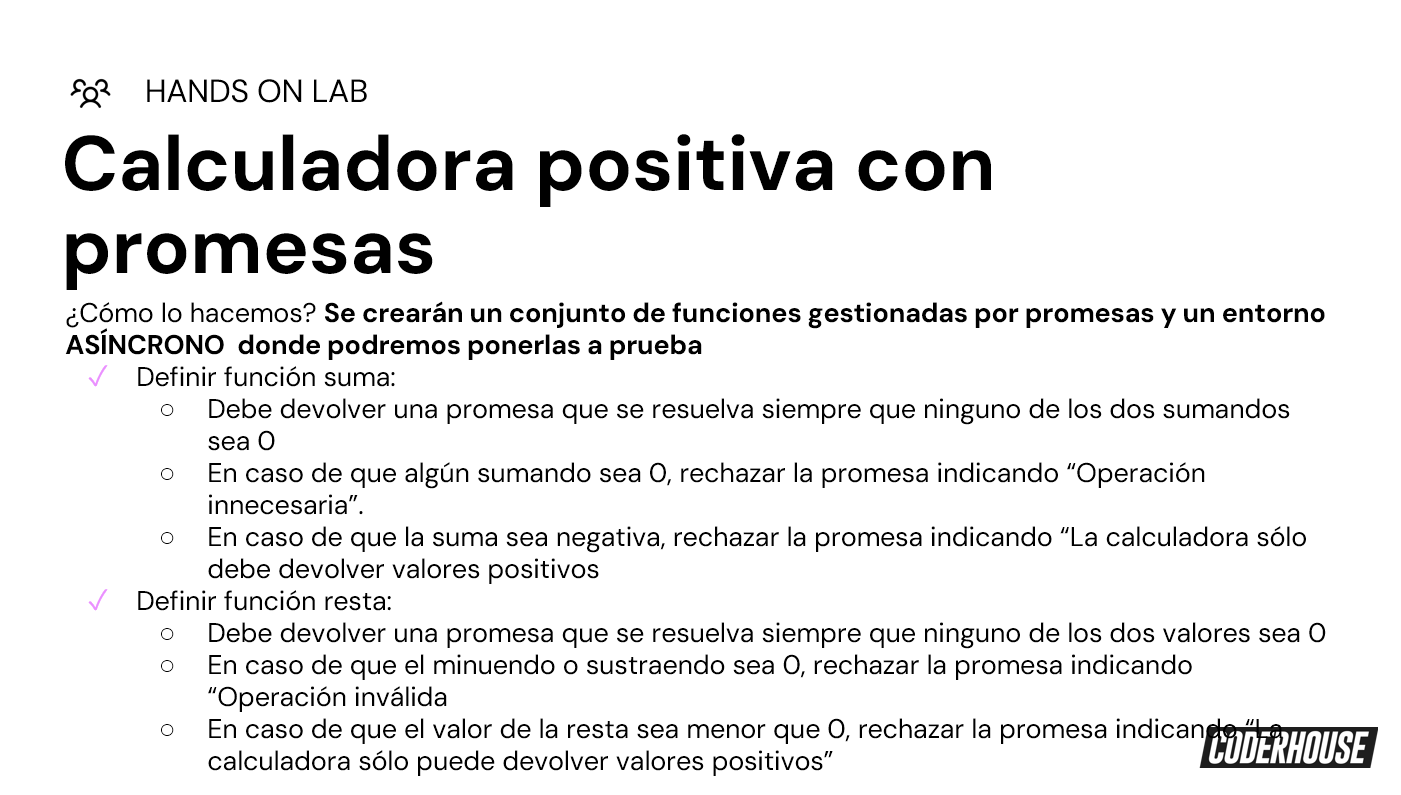 HANDS ON LAB
Calculadora positiva con
promesas
¿Cómo lo hacemos? Se crearán un conjunto de funciones gestionadas por promesas y un entorno
ASÍNCRONO  donde podremos ponerlas a prueba
✓ Definir función suma:
○ Debe devolver una promesa que se resuelva siempre que ninguno de los dos sumandos
sea 0
○ En caso de que algún sumando sea 0, rechazar la promesa indicando “Operación
innecesaria”.
○ En caso de que la suma sea negativa, rechazar la promesa indicando “La calculadora sólo
debe devolver valores positivos
✓ Definir función resta:
○ Debe devolver una promesa que se resuelva siempre que ninguno de los dos valores sea 0
○ En caso de que el minuendo o sustraendo sea 0, rechazar la promesa indicando
“Operación inválida
○ En caso de que el valor de la resta sea menor que 0, rechazar la promesa indicando “La
calculadora sólo puede devolver valores positivos”
CODERHOUSE